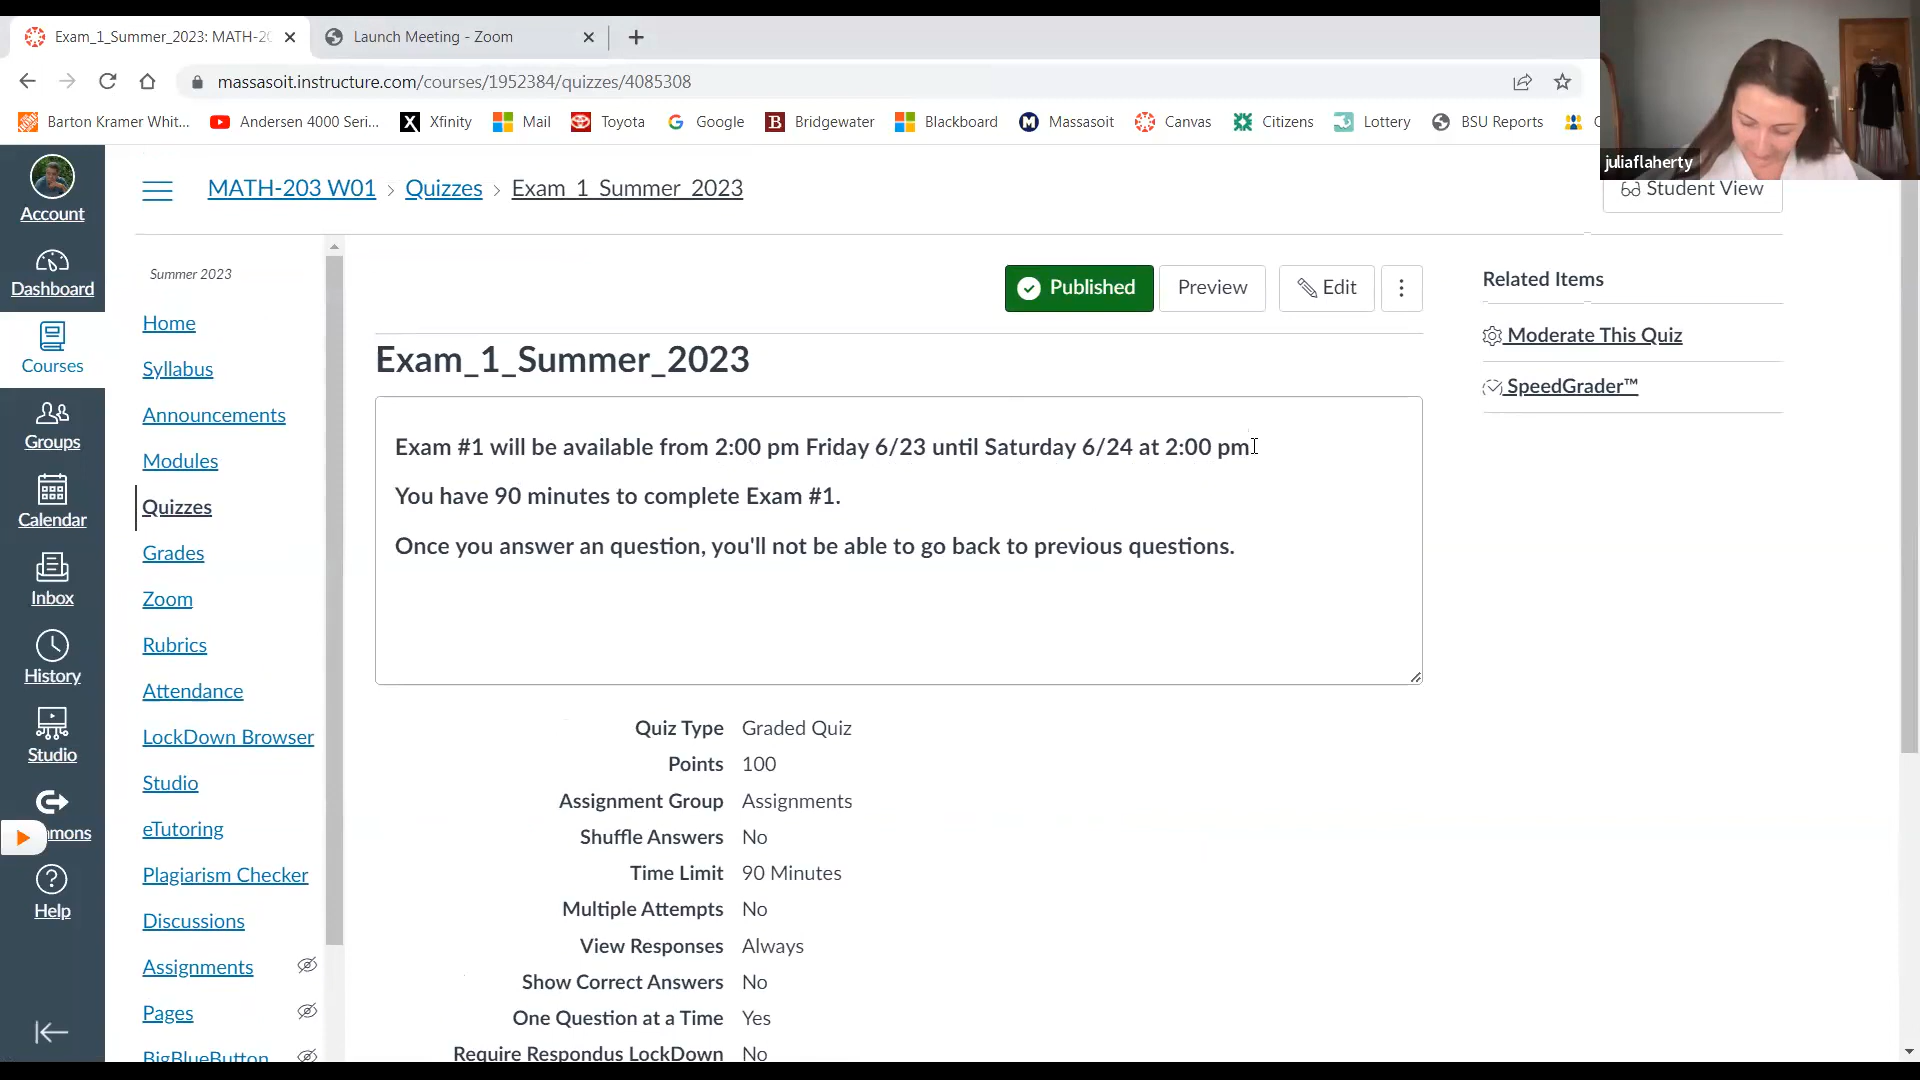 Exam_1_Summer_2023: MATH-20
Launch Meeting - Zoom
massasoit.instructure.com/courses/1952384/quizzes/4085308
Barton Kramer Whit...
Andersen 4000 Seri...
Xfinity
Mail
Toyota
Google
Bridgewater
Blackboard
Massasoit
Canvas
Citizens
Lottery
BSU Reports
juliaflaherty
Account
Dashboard
Courses
Groups
Calendar
Inbox
History
Studio
mmons
Help
MATH-203 W01 > Quizzes > Exam_1_Summer_2023
Student View
Summer 2023
Home
Syllabus
Announcements
Modules
Quizzes
Grades
Zoom
Rubrics
Attendance
LockDown Browser
Studio
eTutoring
Plagiarism Checker
Discussions
Assignments
Pages
BigBlueButton
Published
Preview
Edit
Exam_1_Summer_2023
Exam #1 will be available from 2:00 pm Friday 6/23 until Saturday 6/24 at 2:00 pm.
You have 90 minutes to complete Exam #1.
Once you answer an question, you'll not be able to go back to previous questions.
Quiz Type Graded Quiz
Points 100
Assignment Group Assignments
Shuffle Answers No
Time Limit 90 Minutes
Multiple Attempts No
View Responses Always
Show Correct Answers No
One Question at a Time Yes
Require Respondus LockDown No
Related Items
Moderate This Quiz
SpeedGrader™